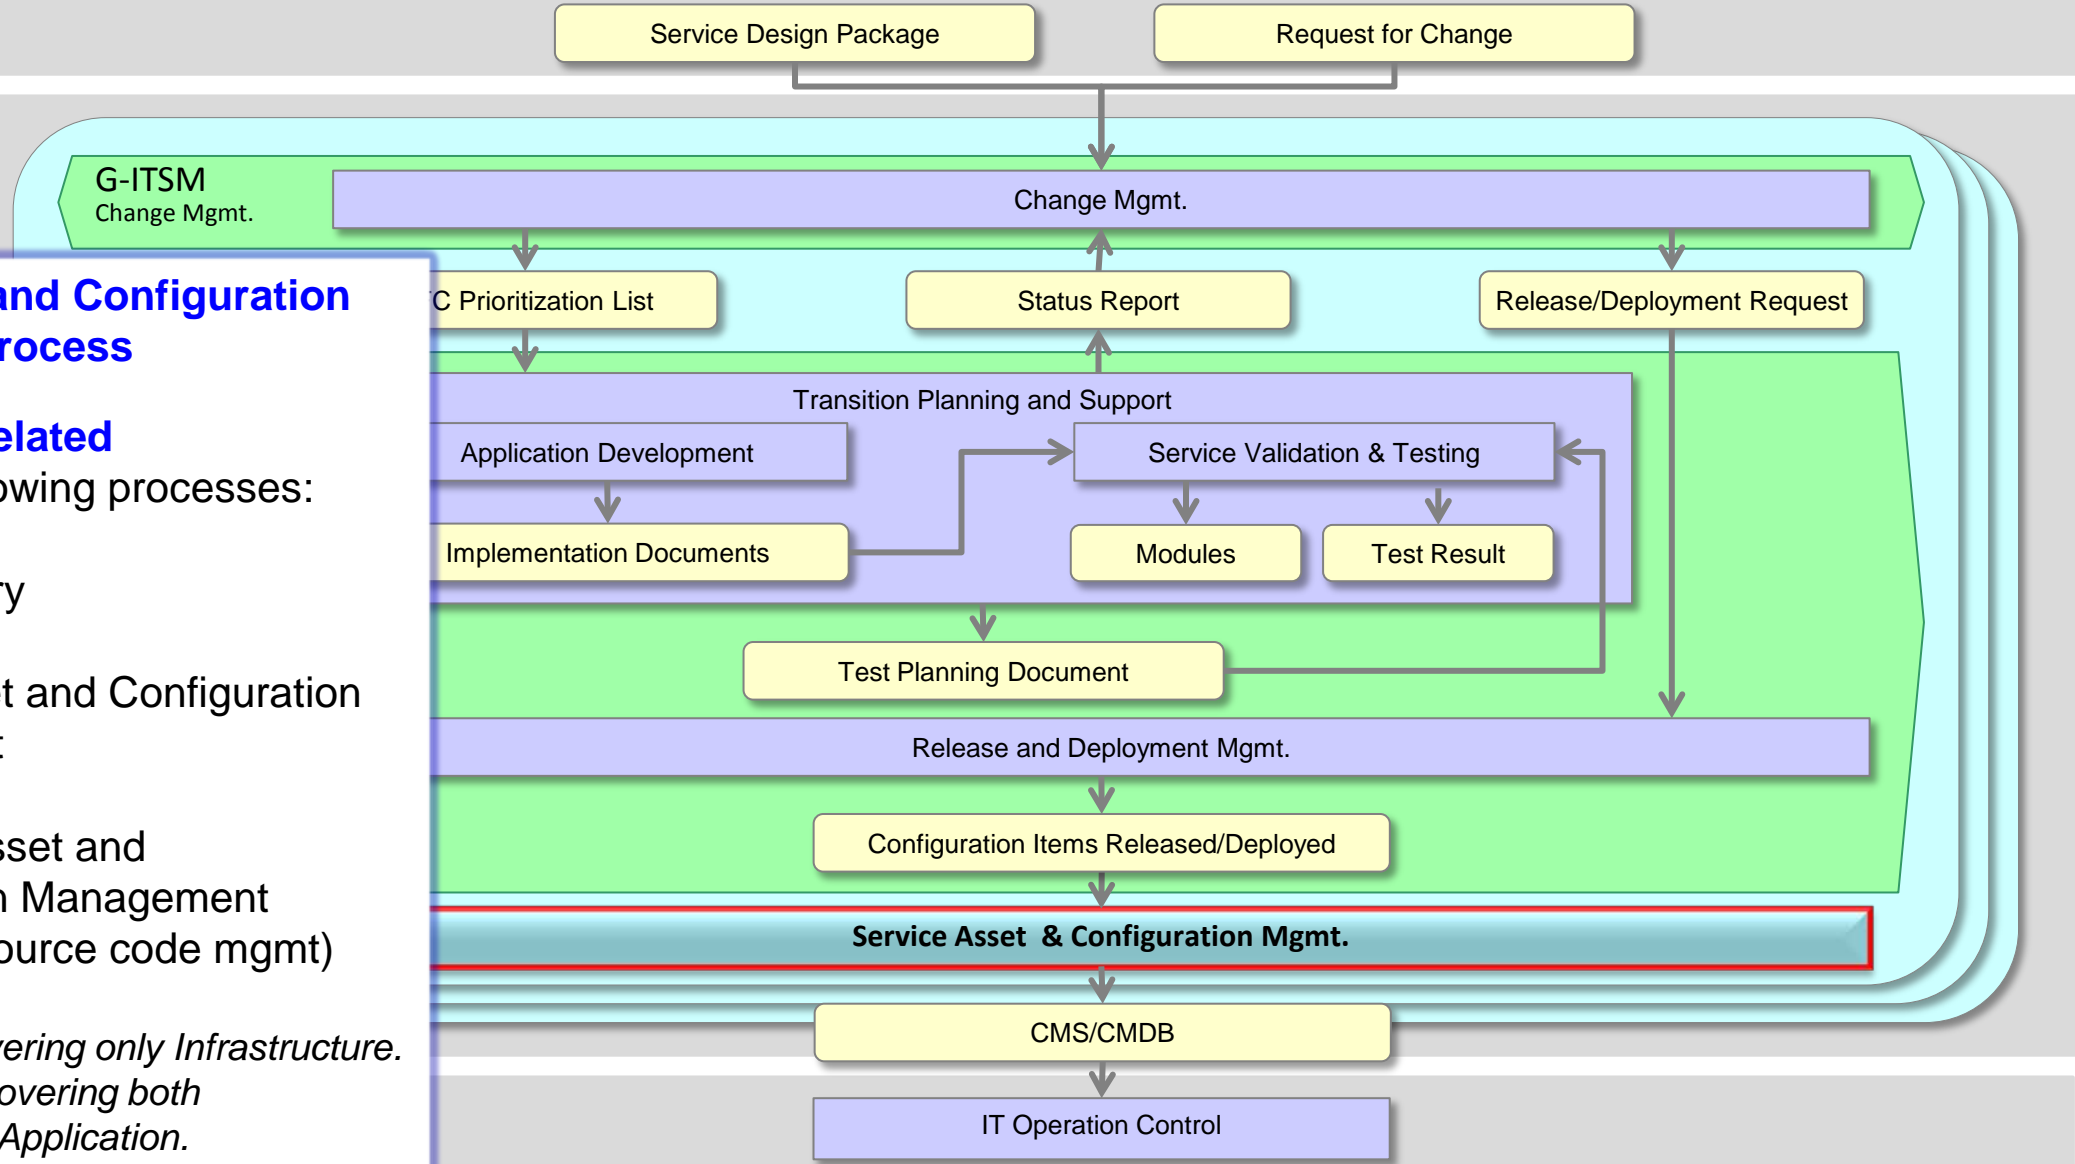 Service Design Package
Request for Change
G-ITSM
Change Mgmt.
Change Mgmt.
and Configuration
rocess
elated
owing processes:
ry
t and Configuration
t
sset and
n Management
ource code mgmt)
vering only Infrastructure.
overing both
Application.
C Prioritization List
Status Report
Release/Deployment Request
Transition Planning and Support
Application Development
Service Validation & Testing
Implementation Documents
Modules
Test Result
Test Planning Document
Release and Deployment Mgmt.
Configuration Items Released/Deployed
Service Asset & Configuration Mgmt.
CMS/CMDB
IT Operation Control